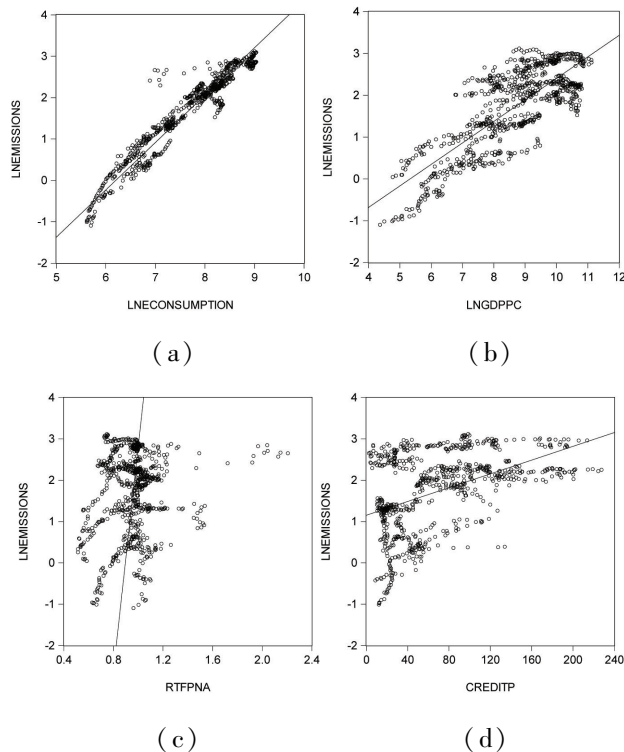 4
3
2
1
0
-1
-2
LNEMISSIONS
5 6 7 8 9 10
LNECONSUMPTION
(a)
4
3
2
1
0
-1
-2
LNEMISSIONS
4 5 6 7 8 9 10 11 12
LNGDPPC
(b)
4
3
2
1
0
-1
-2
LNEMISSIONS
0.4 0.8 1.2 1.6 2.0 2.4
RTFPNA
(c)
4
3
2
1
0
-1
-2
LNEMISSIONS
0 40 80 120 160 200 240
CREDITP
(d)